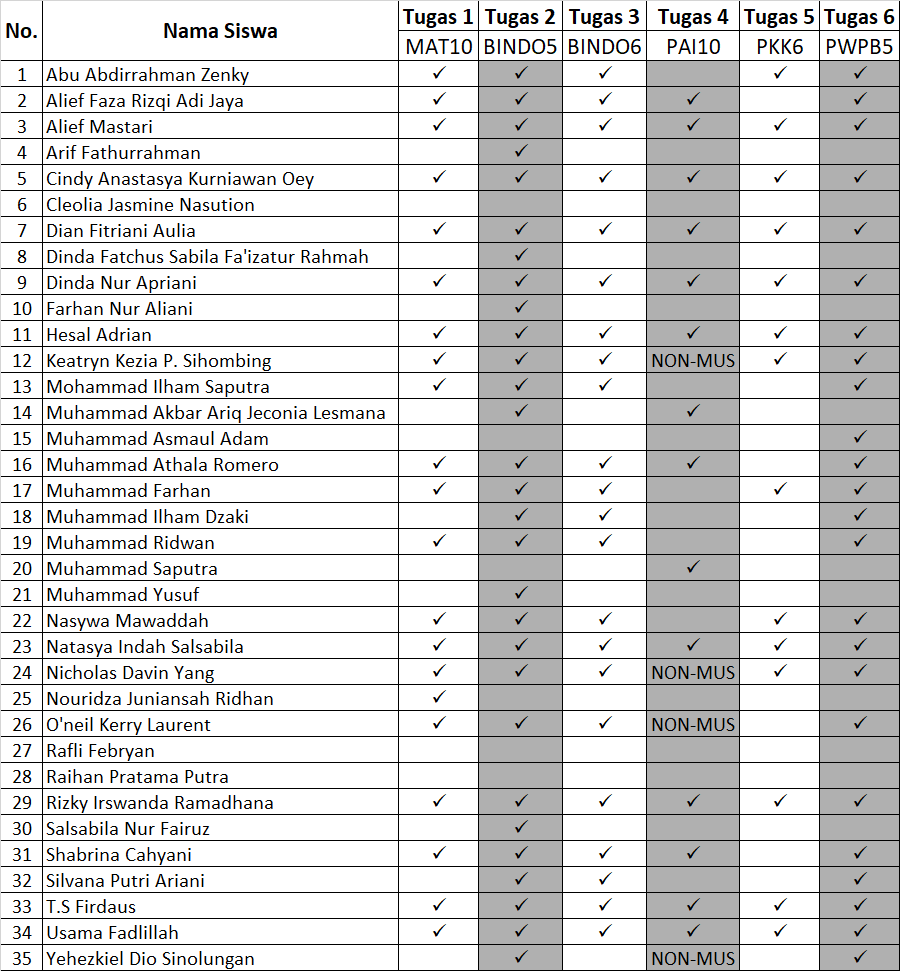 No. Nama Siswa Tugas 1 Tugas 2 Tugas 3 Tugas 4 Tugas 5 Tugas 6
MAT10 BINDO5 BINDO6 PAI10 PKK6 PWPB5
1 Abu Abdirrahman Zenky ✓ ✓ ✓ ✓ ✓
2 Alief Faza Rizqi Adi Jaya ✓ ✓ ✓ ✓ ✓
3 Alief Mastari ✓ ✓ ✓ ✓ ✓ ✓
4 Arif Fathurrahman ✓
5 Cindy Anastasya Kurniawan Oey ✓ ✓ ✓ ✓ ✓ ✓
6 Cleolia Jasmine Nasution
7 Dian Fitriani Aulia ✓ ✓ ✓ ✓ ✓ ✓
8 Dinda Fatchus Sabila Fa'izatur Rahmah ✓
9 Dinda Nur Apriani ✓ ✓ ✓ ✓ ✓ ✓
10 Farhan Nur Aliani ✓
11 Hesal Adrian ✓ ✓ ✓ ✓ ✓ ✓
12 Keatryn Kezia P. Sihombing ✓ ✓ ✓ NON-MUS ✓ ✓
13 Mohammad Ilham Saputra ✓ ✓ ✓ ✓
14 Muhammad Akbar Ariq Jeconia Lesmana ✓ ✓
15 Muhammad Asmaul Adam ✓
16 Muhammad Athala Romero ✓ ✓ ✓ ✓ ✓
17 Muhammad Farhan ✓ ✓ ✓ ✓ ✓
18 Muhammad Ilham Dzaki ✓ ✓ ✓
19 Muhammad Ridwan ✓ ✓ ✓ ✓
20 Muhammad Saputra ✓
21 Muhammad Yusuf ✓
22 Nasywa Mawaddah ✓ ✓ ✓ ✓ ✓
23 Natasya Indah Salsabila ✓ ✓ ✓ ✓ ✓ ✓
24 Nicholas Davin Yang ✓ ✓ ✓ NON-MUS ✓ ✓
25 Nouridza Juniansah Ridhan ✓
26 O'neil Kerry Laurent ✓ ✓ ✓ NON-MUS ✓
27 Rafli Febryan
28 Raihan Pratama Putra
29 Rizky Irswanda Ramadhana ✓ ✓ ✓ ✓ ✓ ✓
30 Salsabila Nur Fairuz ✓
31 Shabrina Cahyani ✓ ✓ ✓ ✓ ✓
32 Silvana Putri Ariani ✓ ✓ ✓
33 T.S Firdaus ✓ ✓ ✓ ✓ ✓ ✓
34 Usama Fadlillah ✓ ✓ ✓ ✓ ✓ ✓
35 Yehezkiel Dio Sinolungan ✓ NON-MUS ✓